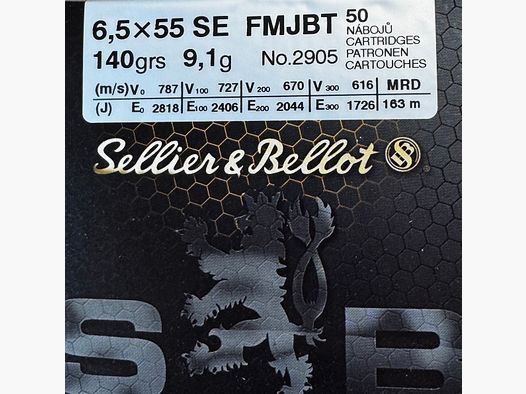 6,5×55 SE FMJBT 50
NÁBOJŮ
CARTRIDGES
140grs 9,1g No.2905 PATRONEN
CARTOUCHES
(m/s) V0 787 V100 727 V200 670 V300 616 MRD
(J) E0 2818 E100 2406 E200 2044 E300 1726 163 m
Sellier & Bellot SB ®
S B